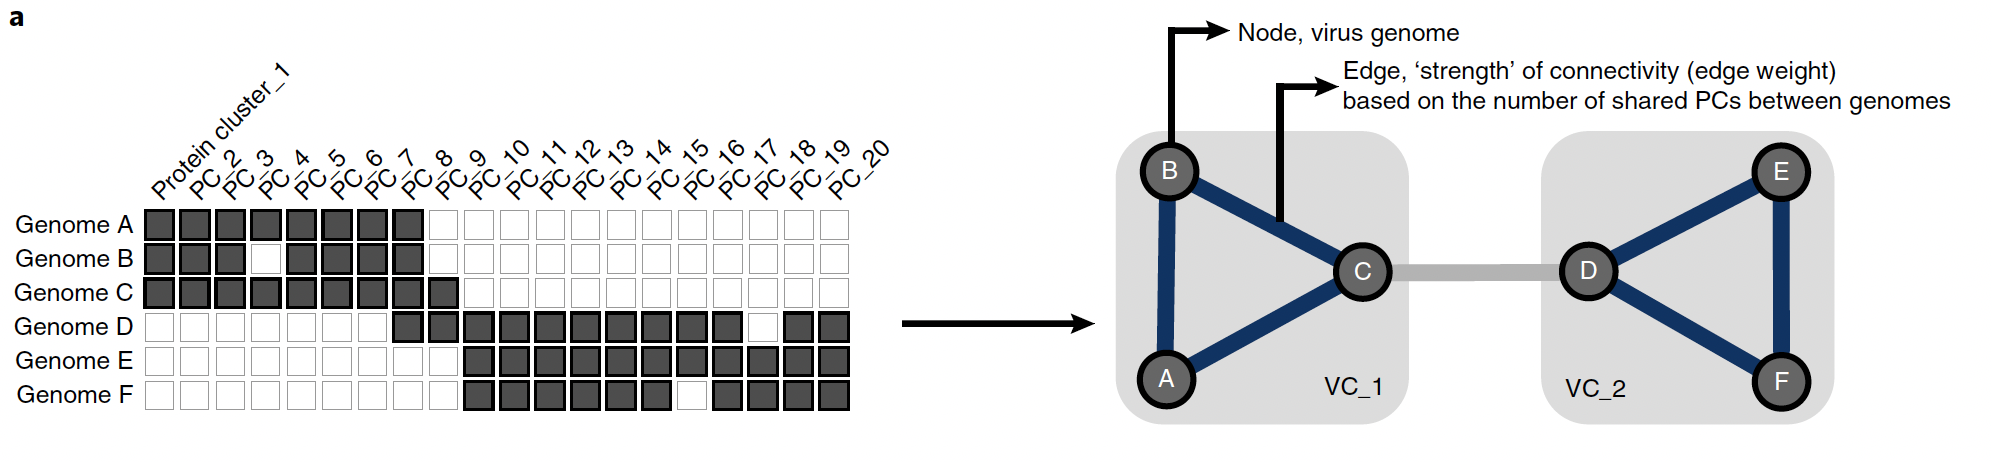 a
Protein cluster_1
PC_2
PC_3
PC_4
PC_5
PC_6
PC_7
PC_8
PC_9
PC_10
PC_11
PC_12
PC_13
PC_14
PC_15
PC_16
PC_17
PC_18
PC_19
PC_20
Genome A
Genome B
Genome C
Genome D
Genome E
Genome F
Node, virus genome
Edge, ‘strength’ of connectivity (edge weight)
based on the number of shared PCs between genomes
B
E
C
D
A
F
VC_1
VC_2